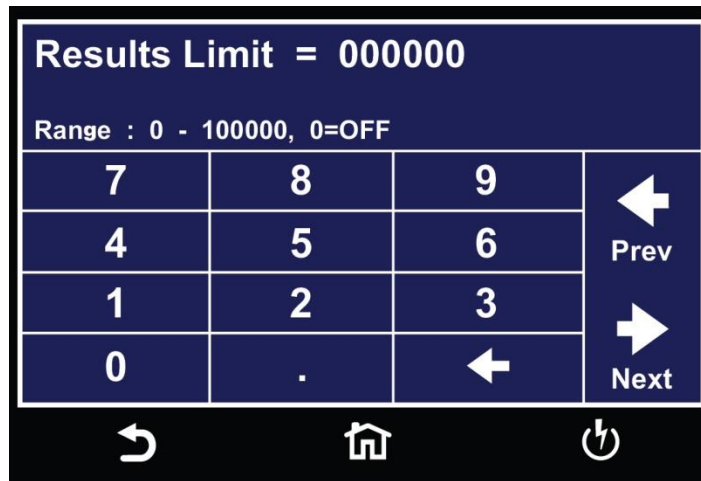 Results Limit = 000000
Range : 0 - 100000, 0=OFF
7 8 9
Prev
4 5 6
1 2 3
Next
0 .